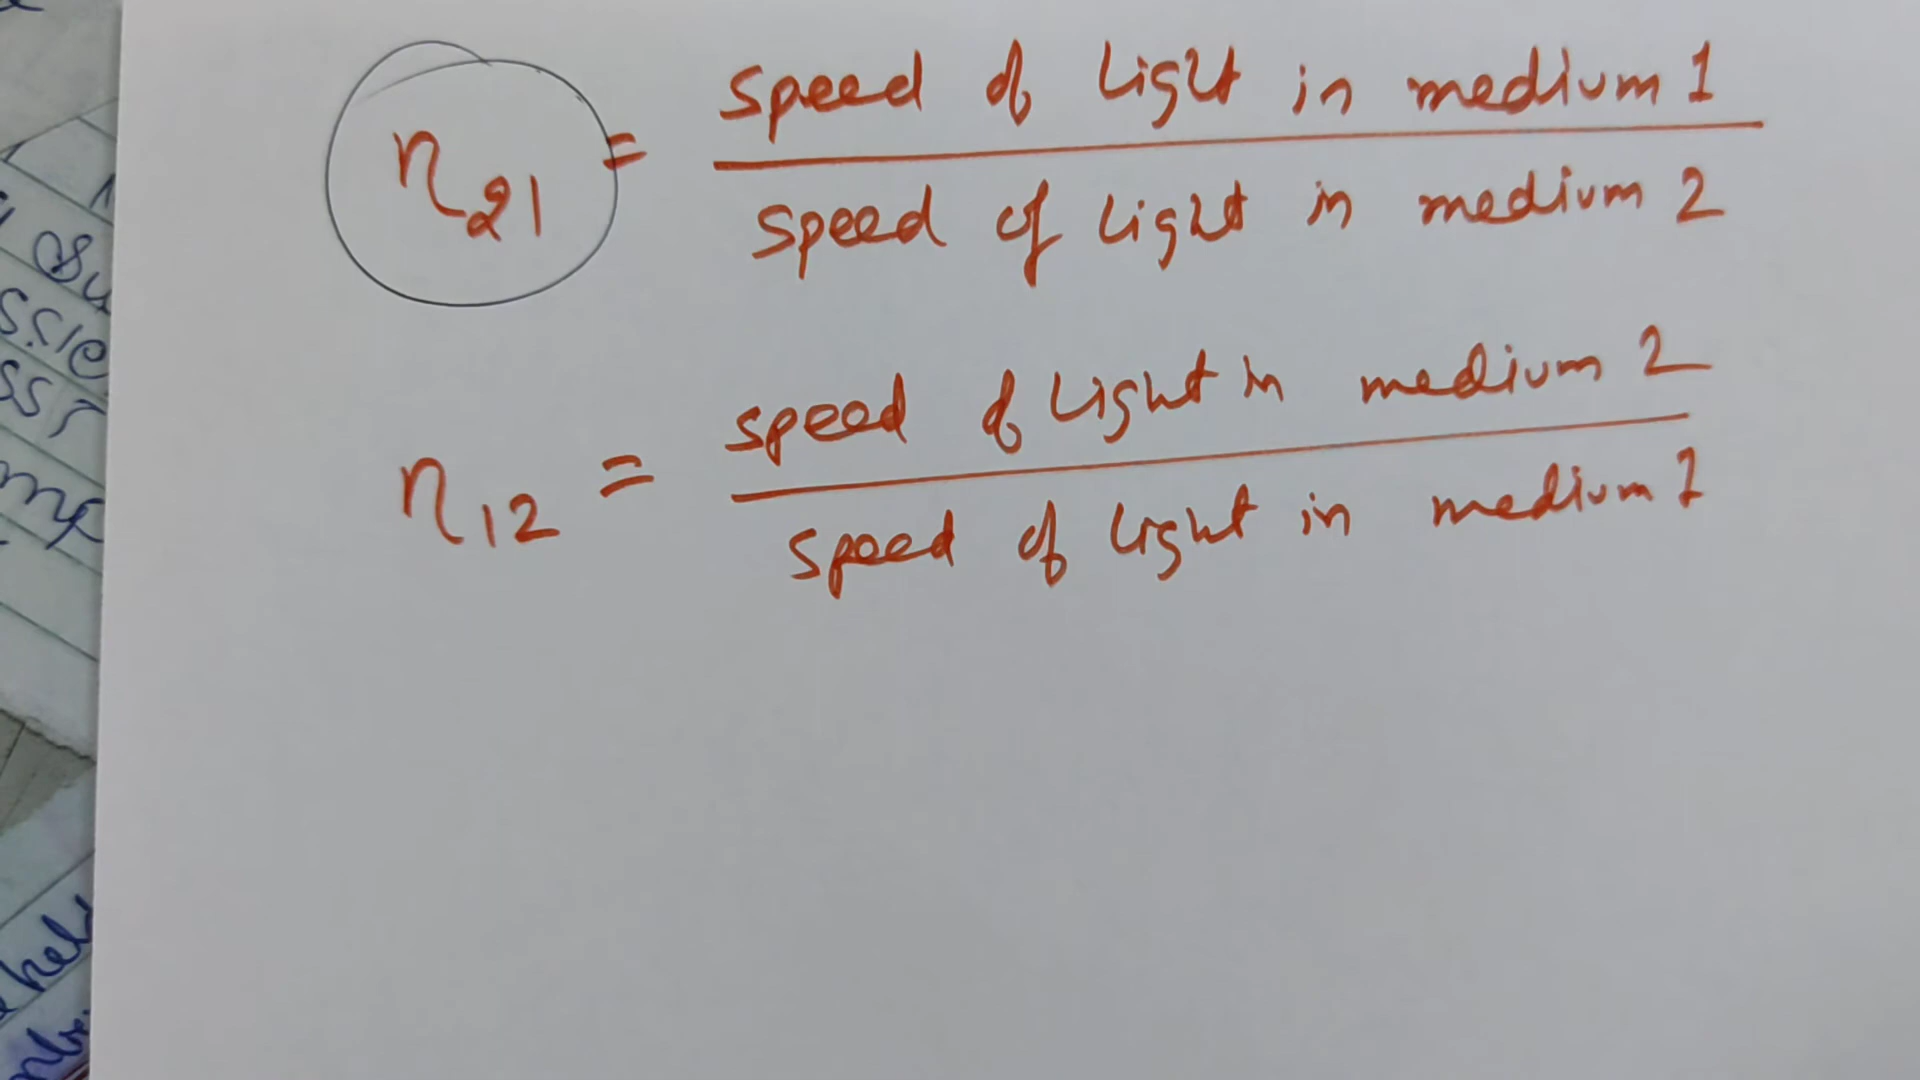 speed of light in medium 1
n21 =
speed of light in medium 2
speed of light in medium 2
n12 =
speed of light in medium 1